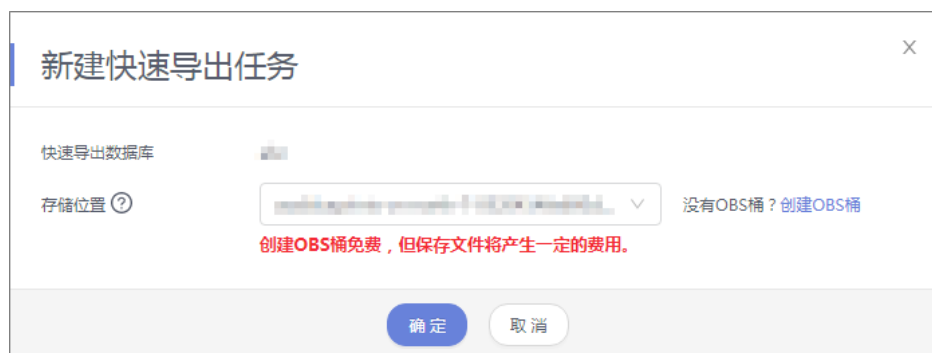 新建快速导出任务
快速导出数据库
存储位置 ? 没有OBS桶？创建OBS桶
创建OBS桶免费，但保存文件将产生一定的费用。
确定 取消